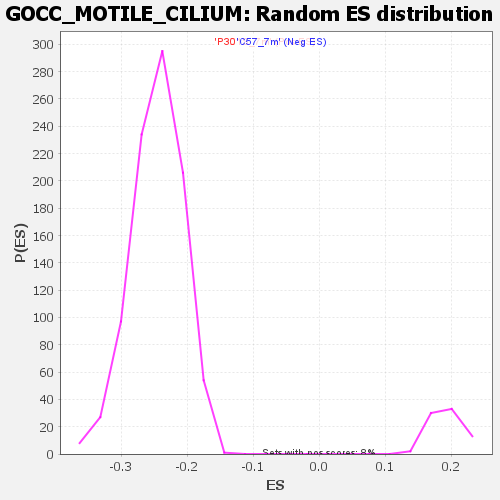 GOCC_MOTILE_CILIUM: Random ES distribution
'P30'C57_7m' (Neg ES)
300
280
260
240
220
200
180
160
140
120
100
80
60
40
20
0
P(ES)
Sets with pos scores: 8%
-0.3 -0.2 -0.1 0.0 0.1 0.2
ES